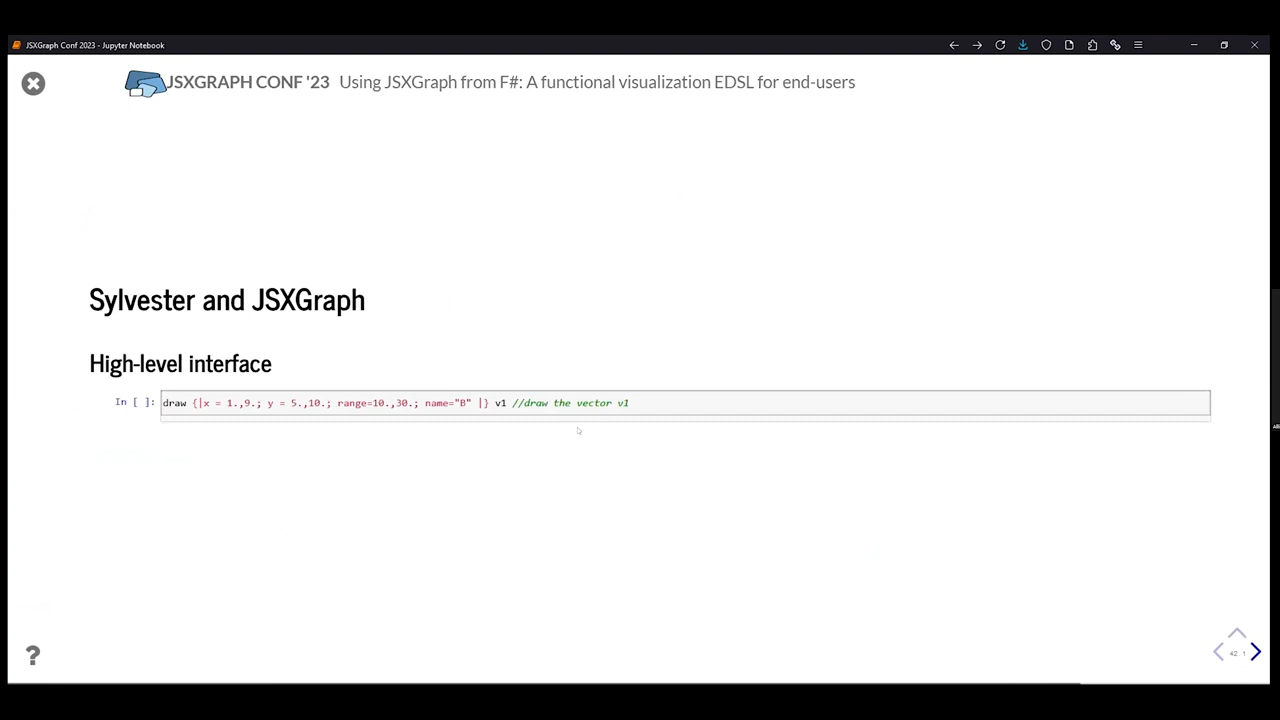 JSXGraph Conf 2023 - Jupyter Notebook
JSXGRAPH CONF '23 Using JSXGraph from F#: A functional visualization EDSL for end-users
Sylvester and JSXGraph
High-level interface
In [ ]: draw {|x = 1.,9.; y = 5.,10.; range=10.,30.; name="B" |} v1 //draw the vector v1
?
42.1